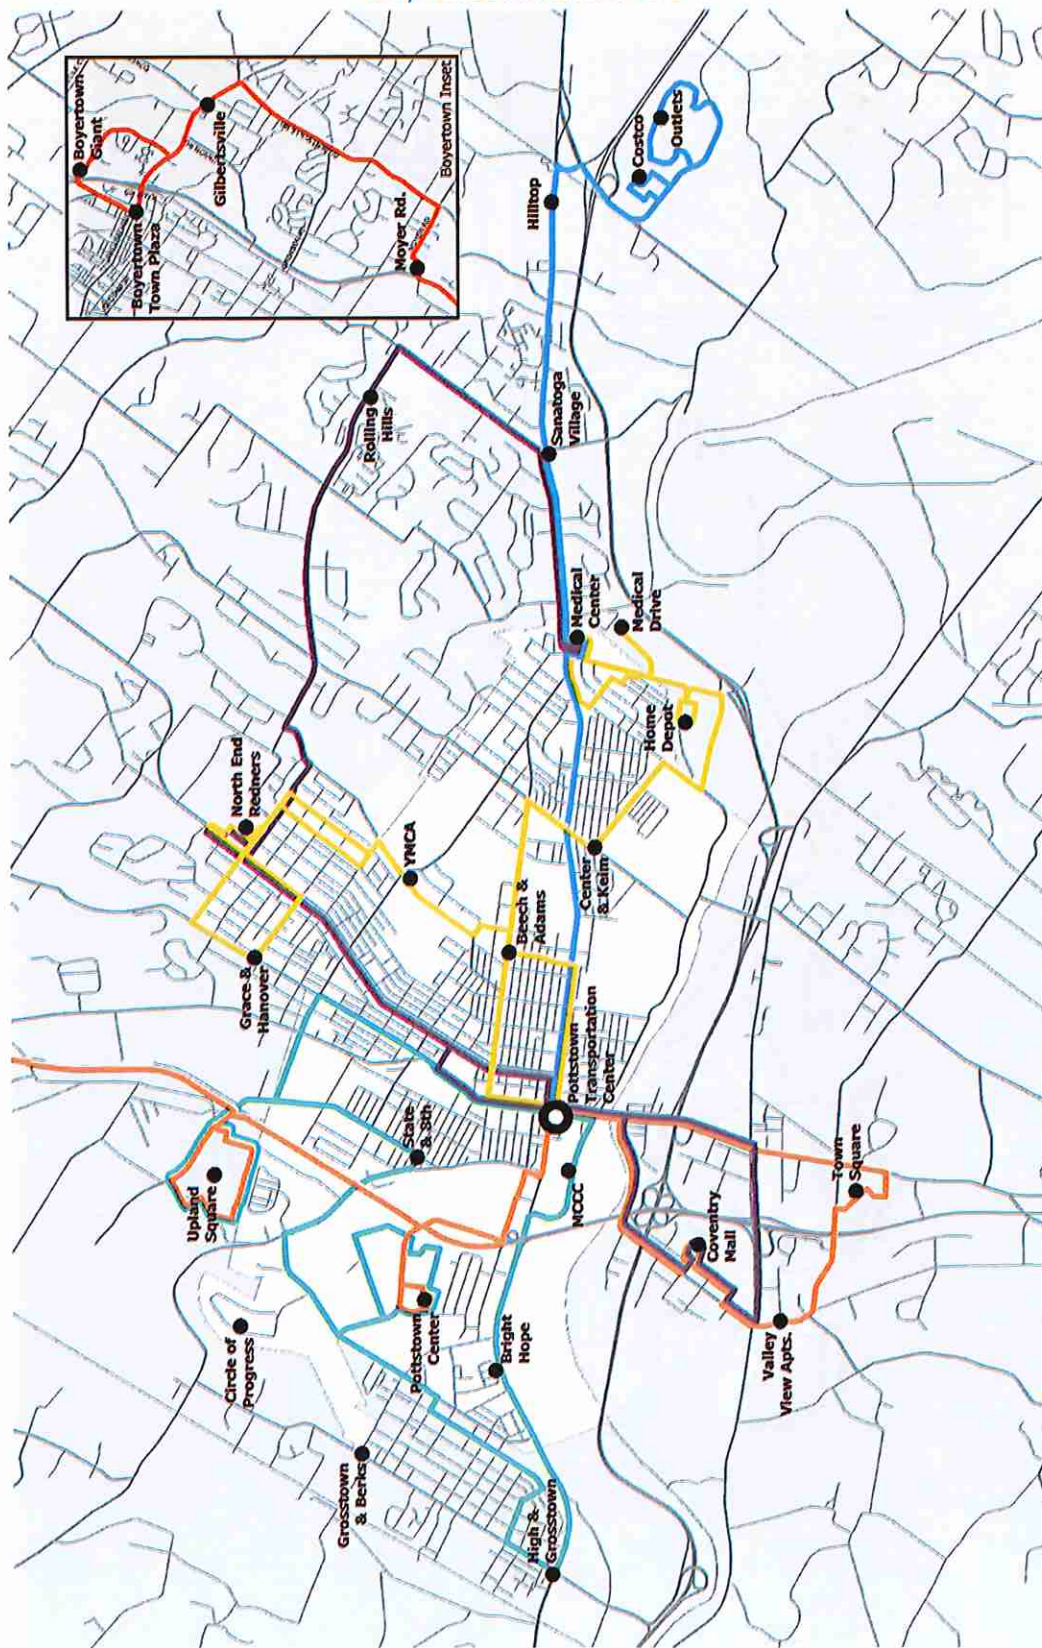 Boyertown
Giant
Boyertown
Town Plaza
Gilbertsville
Moyer Rd.
Boyertown Inset
Hilltop
Costco
Outlets
Rolling
Hills
Sanatoga
Village
Medical
Center
Medical
Drive
Home
Depot
North End
Redners
YMCA
Center
& Keim
Beech &
Adams
Grace &
Hanover
Pottstown
Transportation
Center
State
& 8th
MCCC
Upland
Square
Town
Square
Coventry
Mall
Valley
View Apts.
Pottstown
Center
Bright
Hope
Circle of
Progress
Grosstown
& Berks
High &
Grosstown